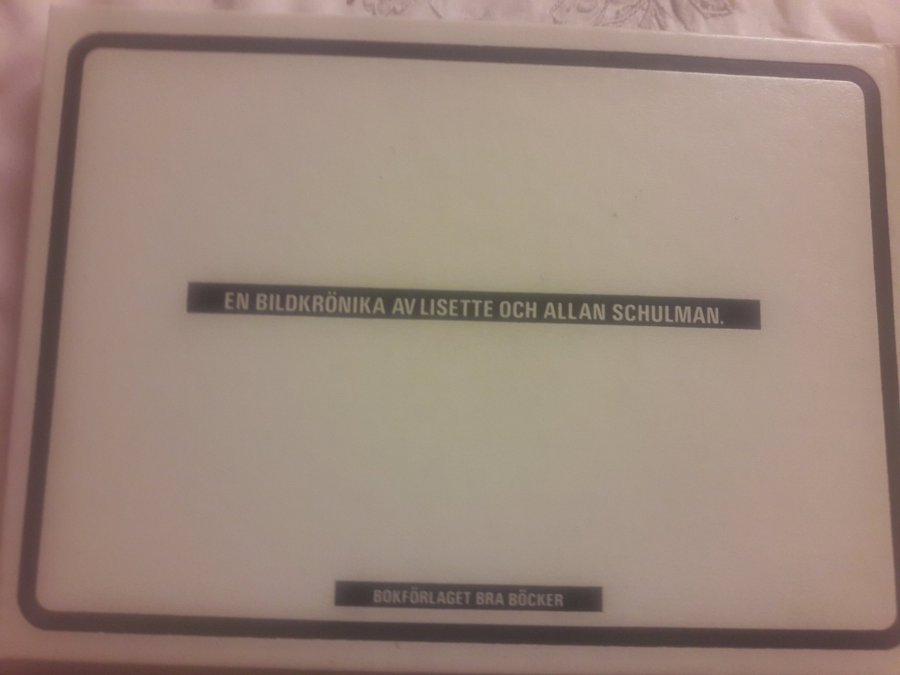 EN BILDKRÖNIKA AV LISETTE OCH ALLAN SCHULMAN.
BOKFÖRLAGET BRA BÖCKER